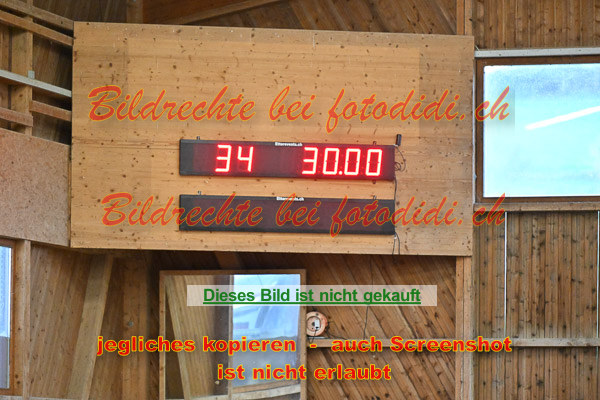 Bildrechte bei fotodidi.ch
34 30.00
Bildrechte bei fotodidi.ch
Dieses Bild ist nicht gekauft
jegliches kopieren - auch Screenshot
ist nicht erlaubt